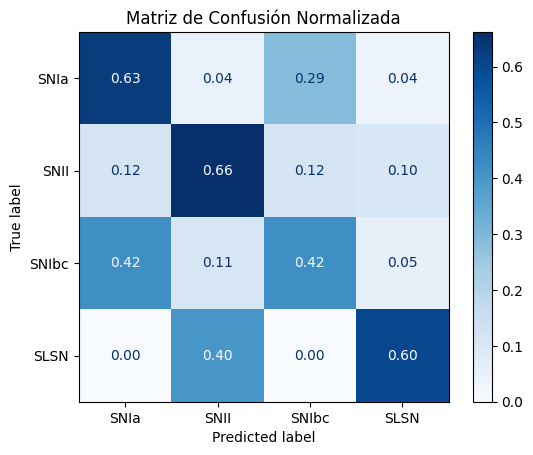 Matriz de Confusión Normalizada
SNIa 0.63 0.04 0.29 0.04
SNII 0.12 0.66 0.12 0.10
SNIbc 0.42 0.11 0.42 0.05
SLSN 0.00 0.40 0.00 0.60
SNIa SNII SNIbc SLSN
Predicted label
True label
0.6
0.5
0.4
0.3
0.2
0.1
0.0